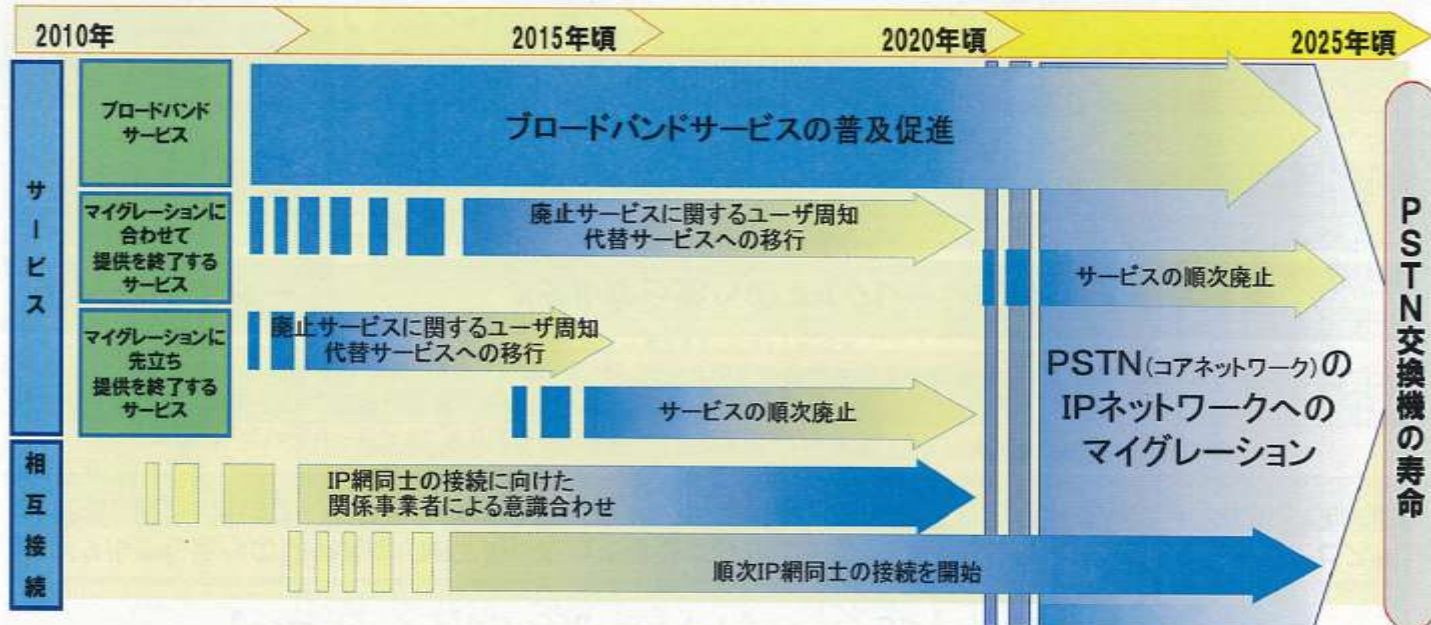 2010年
2015年頃
2020年頃
2025年頃
サービス
ブロードバンド
サービス
ブロードバンドサービスの普及促進
マイグレーションに
合わせて
提供を終了する
サービス
廃止サービスに関するユーザ周知
代替サービスへの移行
サービスの順次廃止
マイグレーションに
先立ち
提供を終了する
サービス
廃止サービスに関するユーザ周知
代替サービスへの移行
サービスの順次廃止
PSTN(コアネットワーク)の
IPネットワークへの
マイグレーション
PSTN交換機の寿命
相互接続
IP網同士の接続に向けた
関係事業者による意識合わせ
順次IP網同士の接続を開始